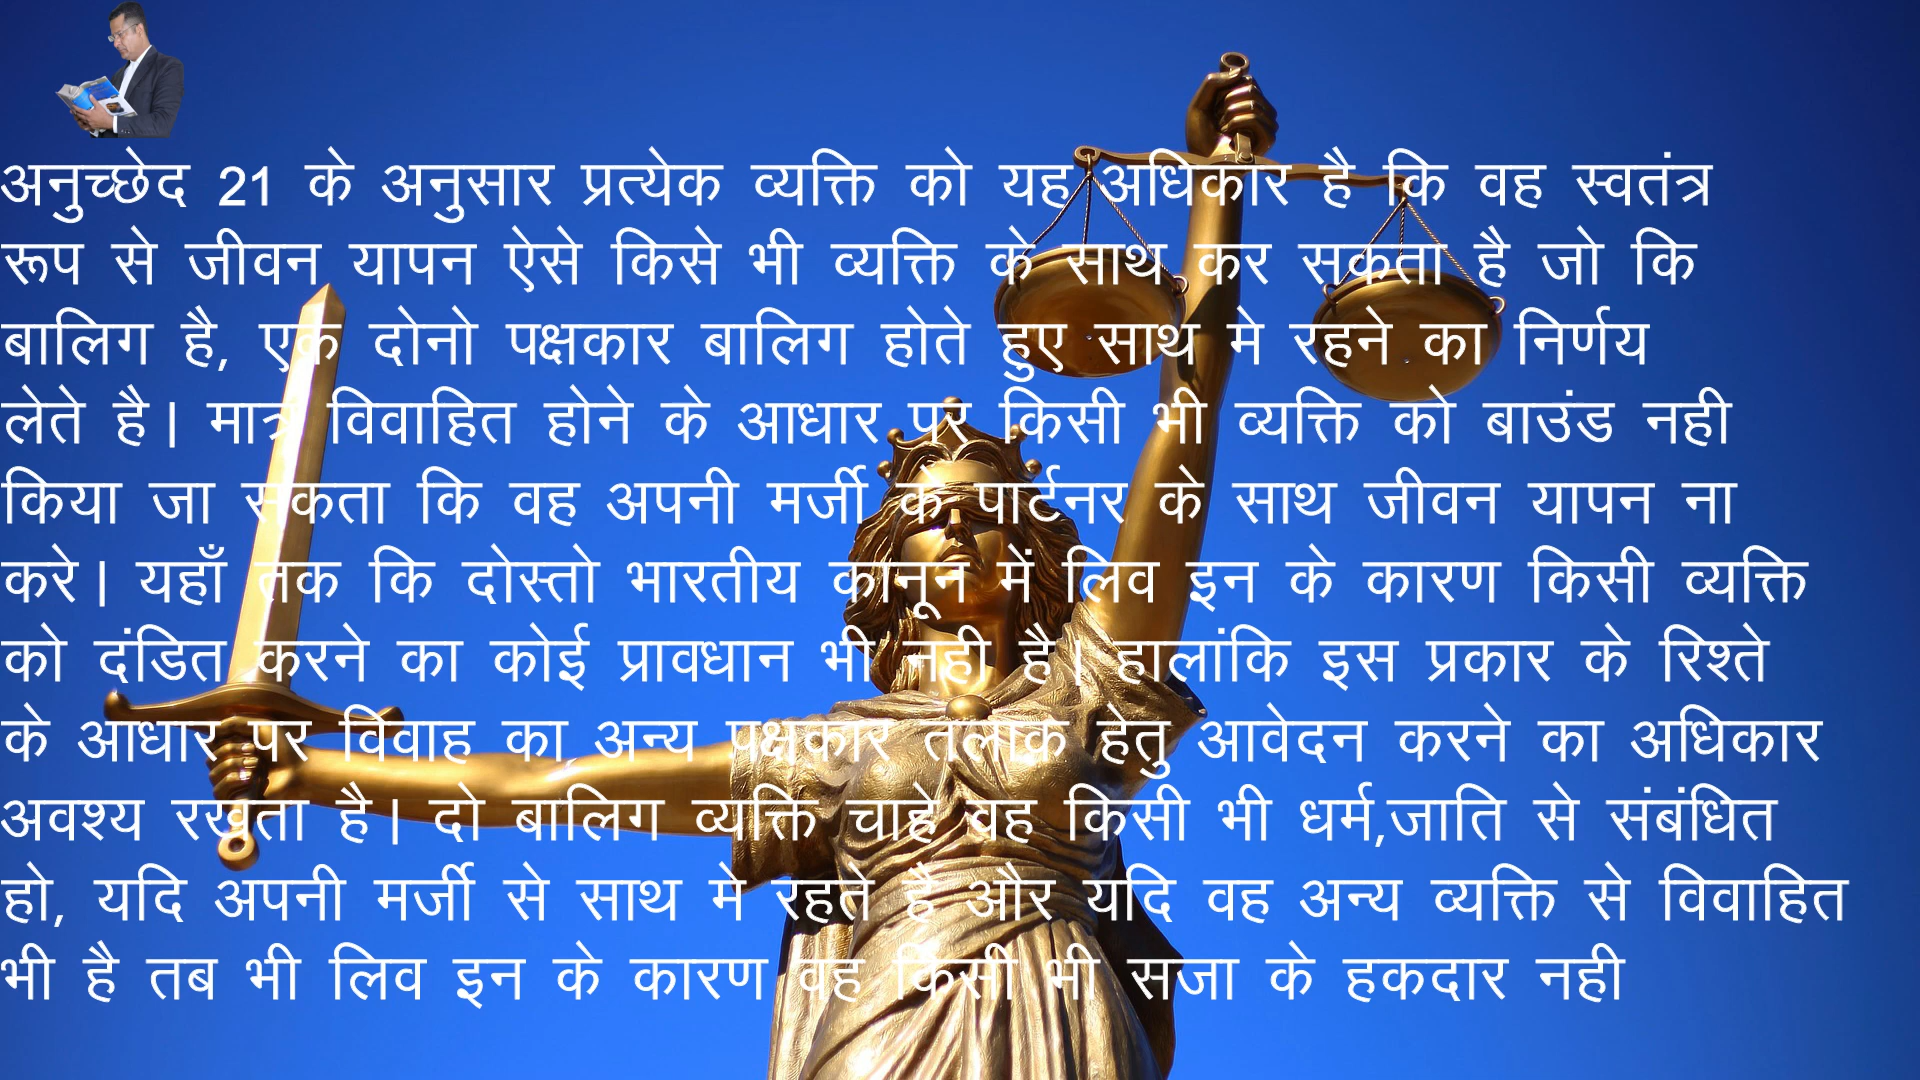 अनुच्छेद 21 के अनुसार प्रत्येक व्यक्ति को यह अधिकार है कि वह स्वतंत्र
रूप से जीवन यापन ऐसे किसे भी व्यक्ति के साथ कर सकता है जो कि
बालिग है, एक दोनो पक्षकार बालिग होते हुए साथ मे रहने का निर्णय
लेते है। मात्र विवाहित होने के आधार पर किसी भी व्यक्ति को बाउंड नही
किया जा सकता कि वह अपनी मर्जी के पार्टनर के साथ जीवन यापन ना
करे। यहाँ तक कि दोस्तो भारतीय कानून में लिव इन के कारण किसी व्यक्ति
को दंडित करने का कोई प्रावधान भी नही है। हालांकि इस प्रकार के रिश्ते
के आधार पर विवाह का अन्य पक्षकार तलाक हेतु आवेदन करने का अधिकार
अवश्य रखता है। दो बालिग व्यक्ति चाहे वह किसी भी धर्म,जाति से संबंधित
हो, यदि अपनी मर्जी से साथ मे रहते है और यदि वह अन्य व्यक्ति से विवाहित
भी है तब भी लिव इन के कारण वह किसी भी सजा के हकदार नही